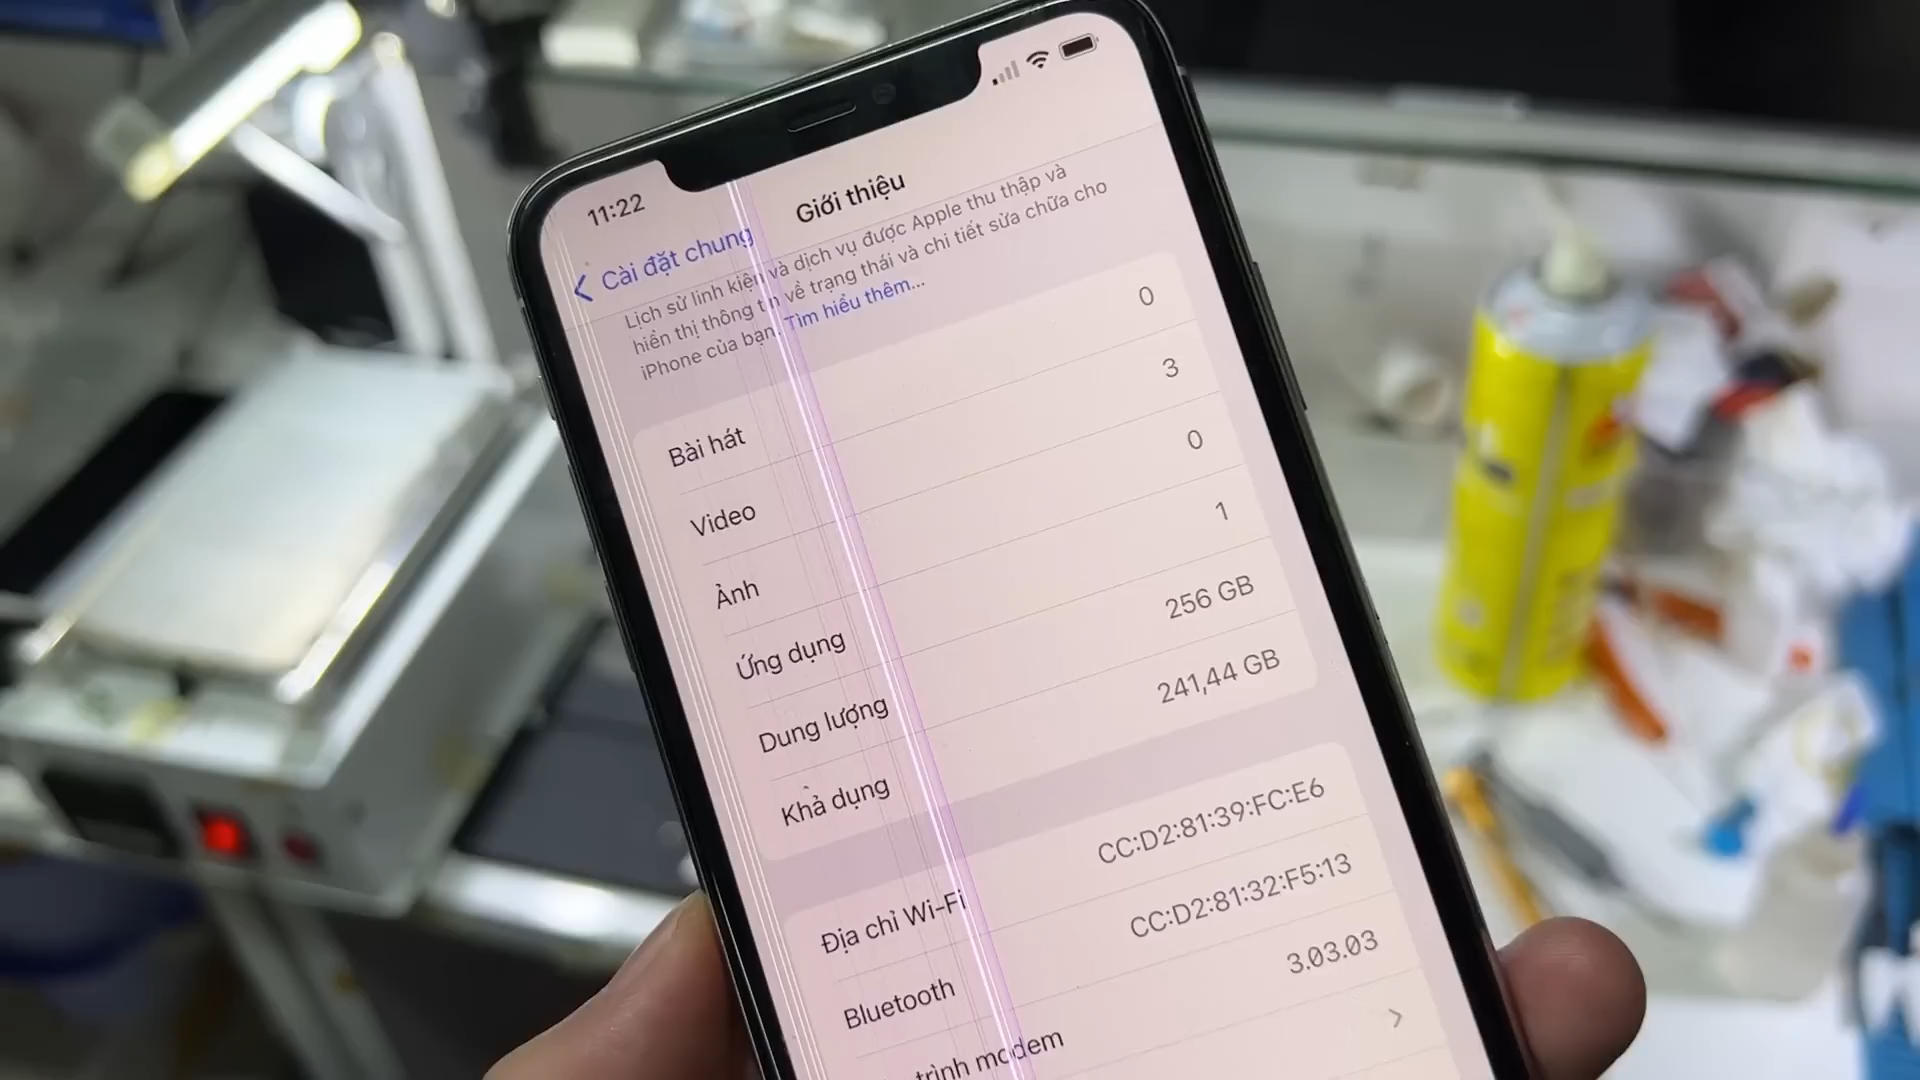 11:22
Cài đặt chung
Giới thiệu
Lịch sử linh kiện và dịch vụ được Apple thu thập và
hiển thị thông tin về trạng thái và chi tiết sửa chữa cho
iPhone của bạn. Tìm hiểu thêm...
Bài hát 0
Video 3
Ảnh 0
Ứng dụng 1
Dung lượng 256 GB
Khả dụng 241,44 GB
Địa chỉ Wi-Fi CC:D2:81:39:FC:E6
Bluetooth CC:D2:81:32:F5:13
trình modem 3.03.03